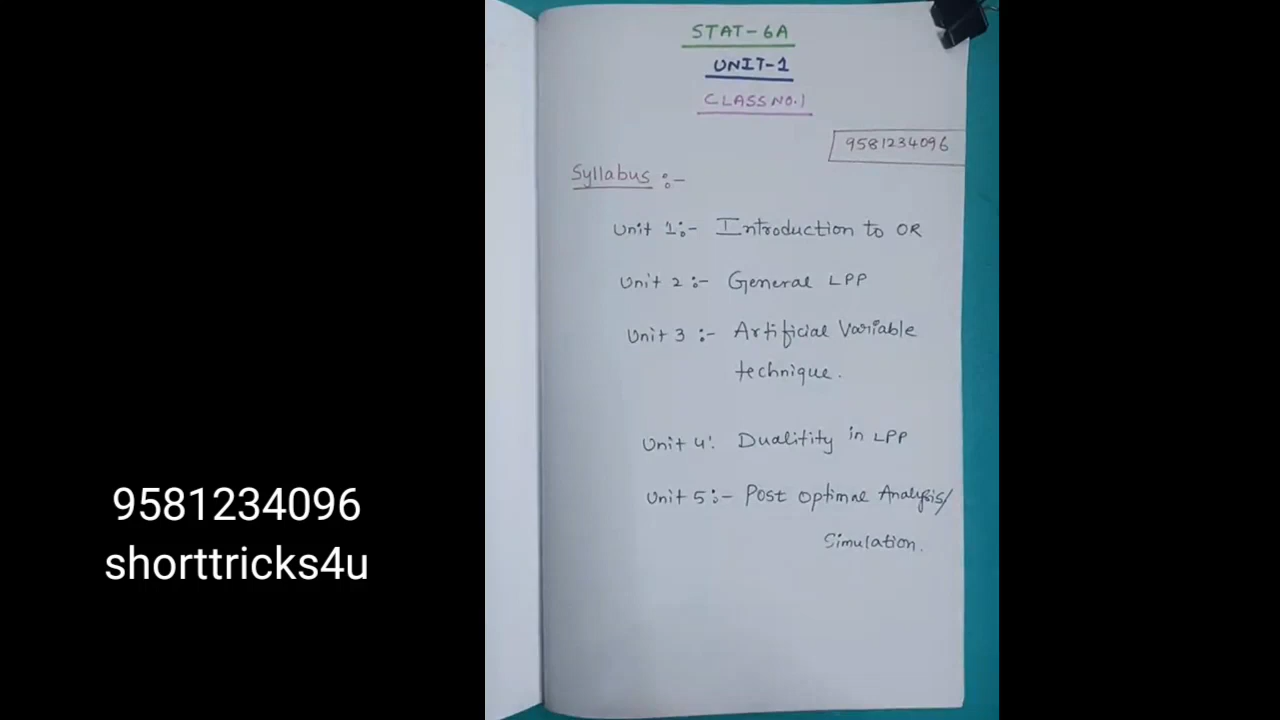 STAT-6A
UNIT-1
CLASS NO.1
9581234096
Syllabus :-
Unit 1:- Introduction to OR
Unit 2:- General LPP
Unit 3:- Artificial Variable
technique.
Unit 4: Dualitity in LPP
Unit 5:- Post optimal Analysis/
Simulation.
9581234096
shorttricks4u